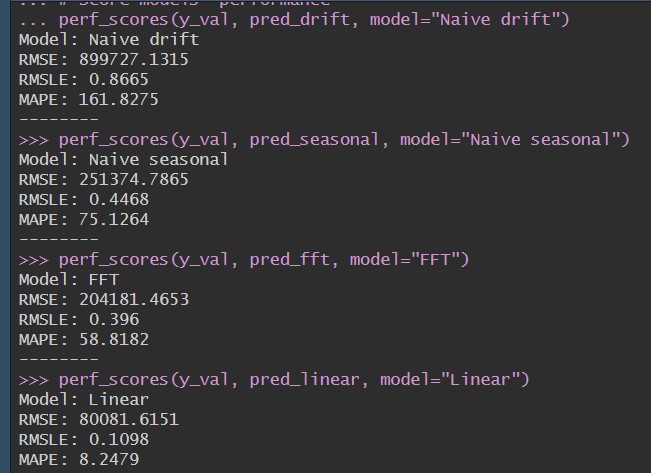 ... # Score models' performance
... perf_scores(y_val, pred_drift, model="Naive drift")
Model: Naive drift
RMSE: 899727.1315
RMSLE: 0.8665
MAPE: 161.8275
--------
>>> perf_scores(y_val, pred_seasonal, model="Naive seasonal")
Model: Naive seasonal
RMSE: 251374.7865
RMSLE: 0.4468
MAPE: 75.1264
--------
>>> perf_scores(y_val, pred_fft, model="FFT")
Model: FFT
RMSE: 204181.4653
RMSLE: 0.396
MAPE: 58.8182
--------
>>> perf_scores(y_val, pred_linear, model="Linear")
Model: Linear
RMSE: 80081.6151
RMSLE: 0.1098
MAPE: 8.2479